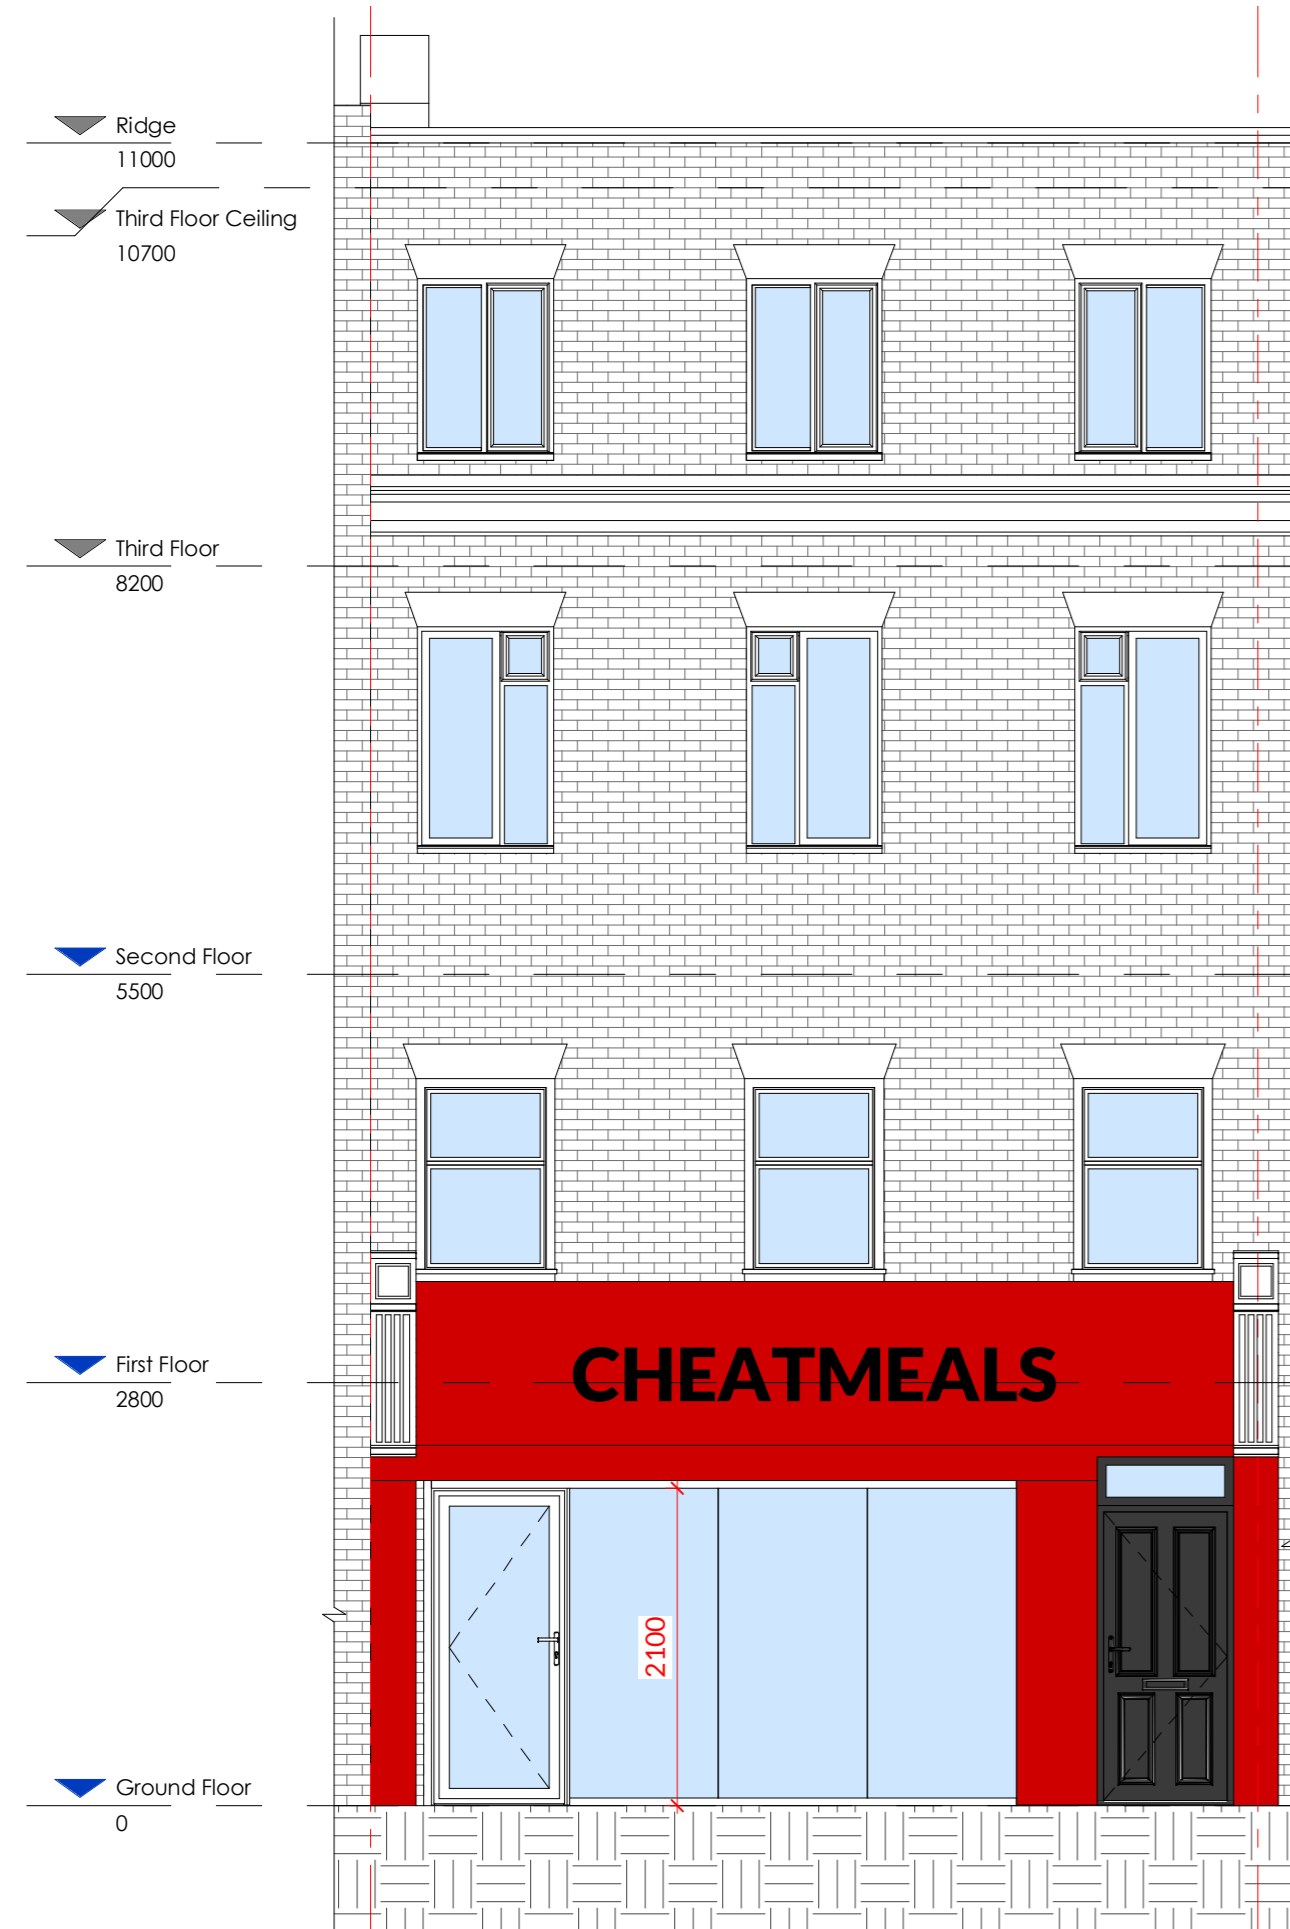 Ridge
11000
Third Floor Ceiling
10700
Third Floor
8200
Second Floor
5500
First Floor
2800
CHEATMEALS
2100
Ground Floor
0